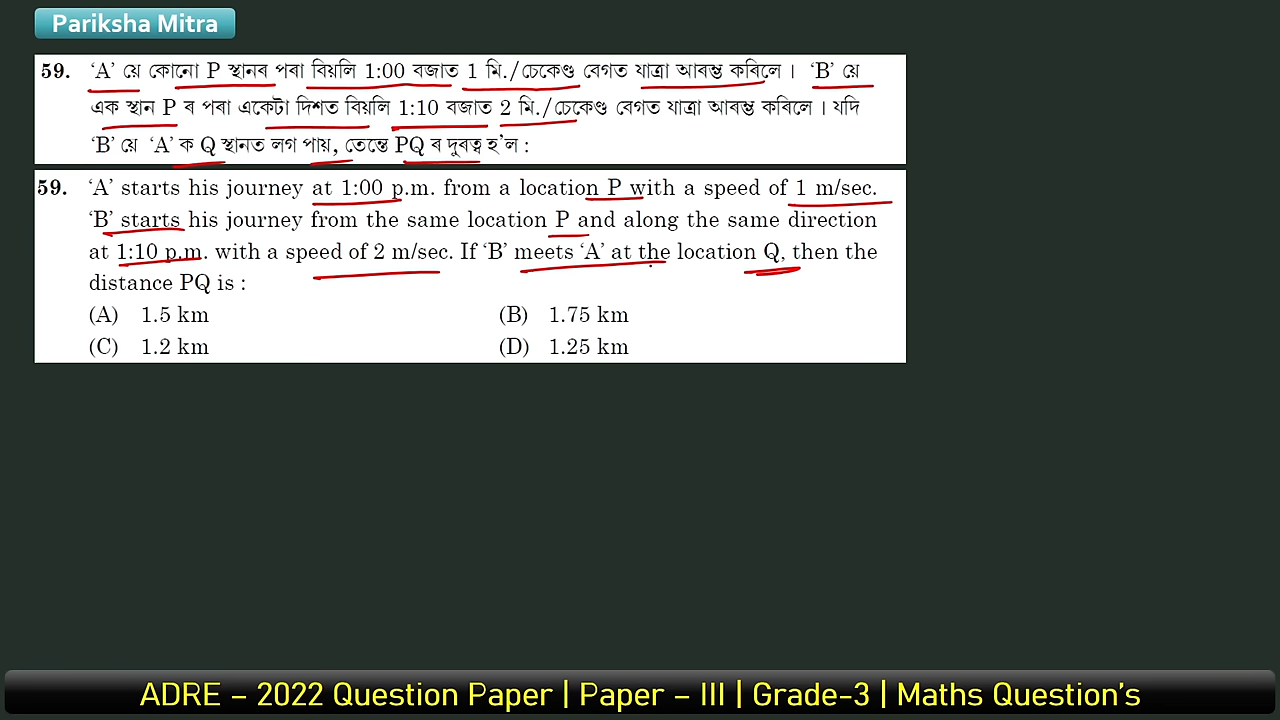 Pariksha Mitra
59. 'A' য়ে কোনো P স্থানৰ পৰা বিয়লি 1:00 বজাত 1 মি./চেকেণ্ড বেগত যাত্ৰা আৰম্ভ কৰিলে। 'B' য়ে
এক স্থান P ৰ পৰা একেটা দিশত বিয়লি 1:10 বজাত 2 মি./চেকেণ্ড বেগত যাত্ৰা আৰম্ভ কৰিলে। যদি
'B' য়ে 'A' ক Q স্থানত লগ পায়, তেন্তে PQ ৰ দুৰত্ব হ'ল :
59. 'A' starts his journey at 1:00 p.m. from a location P with a speed of 1 m/sec.
'B' starts his journey from the same location P and along the same direction
at 1:10 p.m. with a speed of 2 m/sec. If 'B' meets 'A' at the location Q, then the
distance PQ is :
(A) 1.5 km (B) 1.75 km
(C) 1.2 km (D) 1.25 km
ADRE – 2022 Question Paper | Paper – III | Grade-3 | Maths Question's